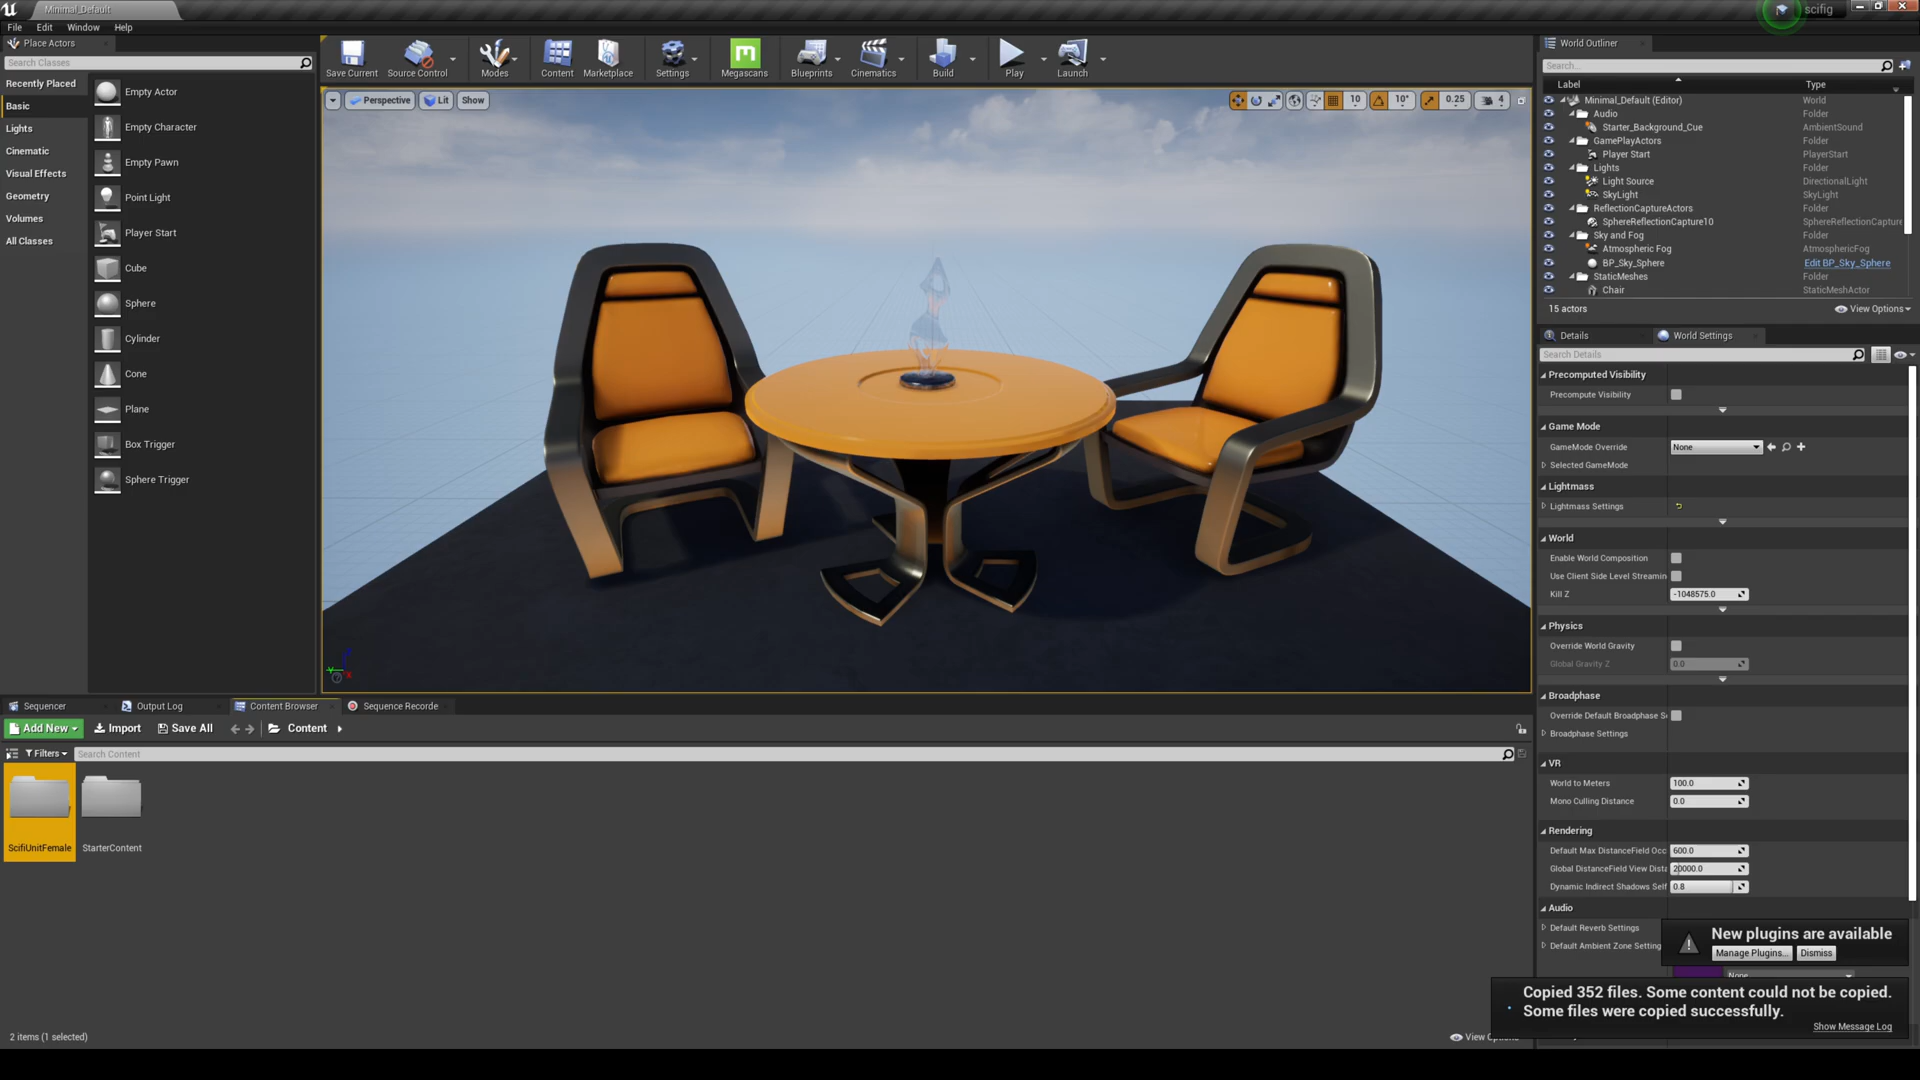 Minimal_Default
scifig
File Edit Window Help
Place Actors
Search Classes
Recently Placed
Basic
Lights
Cinematic
Visual Effects
Geometry
Volumes
All Classes
Empty Actor
Empty Character
Empty Pawn
Point Light
Player Start
Cube
Sphere
Cylinder
Cone
Plane
Box Trigger
Sphere Trigger
Save Current Source Control Modes Content Marketplace Settings Megascans Blueprints Cinematics Build Play Launch
Perspective Lit Show
10 10° 0.25 4
World Outliner
Search...
Label Type
Minimal_Default (Editor) World
Audio Folder
Starter_Background_Cue AmbientSound
GamePlayActors Folder
Player Start PlayerStart
Lights Folder
Light Source DirectionalLight
SkyLight SkyLight
ReflectionCaptureActors Folder
SphereReflectionCapture10 SphereReflectionCapture
Sky and Fog Folder
Atmospheric Fog AtmosphericFog
BP_Sky_Sphere Edit BP_Sky_Sphere
StaticMeshes Folder
Chair StaticMeshActor
15 actors View Options
Details World Settings
Search Details
Precomputed Visibility
Precompute Visibility
Game Mode
GameMode Override None
Selected GameMode
Lightmass
Lightmass Settings
World
Enable World Composition
Use Client Side Level Streamin
Kill Z -1048575.0
Physics
Override World Gravity
Global Gravity Z 0.0
Broadphase
Override Default Broadphase S
Broadphase Settings
VR
World to Meters 100.0
Mono Culling Distance 0.0
Rendering
Default Max DistanceField Occ 600.0
Global DistanceField View Dista 20000.0
Dynamic Indirect Shadows Self 0.8
Audio
Default Reverb Settings
Default Ambient Zone Setting
None
New plugins are available
Manage Plugins... Dismiss
Copied 352 files. Some content could not be copied.
Some files were copied successfully.
Show Message Log
Sequencer Output Log Content Browser Sequence Recorde
Add New Import Save All Content
Filters Search Content
ScifiUnitFemale StarterContent
2 items (1 selected) View Options